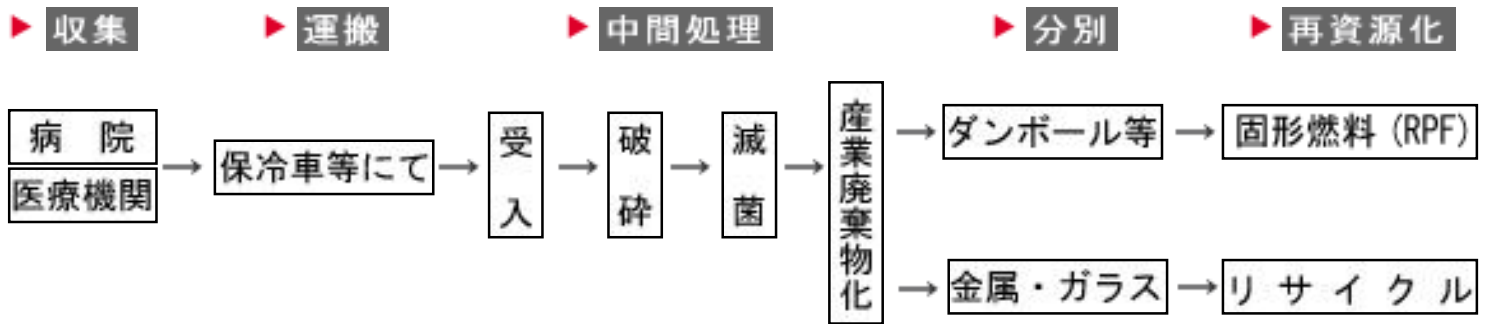 収集
運搬
中間処理
分別
再資源化
病 院
医療機関
保冷車等にて
受入
破砕
滅菌
産業廃棄物化
ダンボール等
固形燃料 (RPF)
金属・ガラス
リサイクル